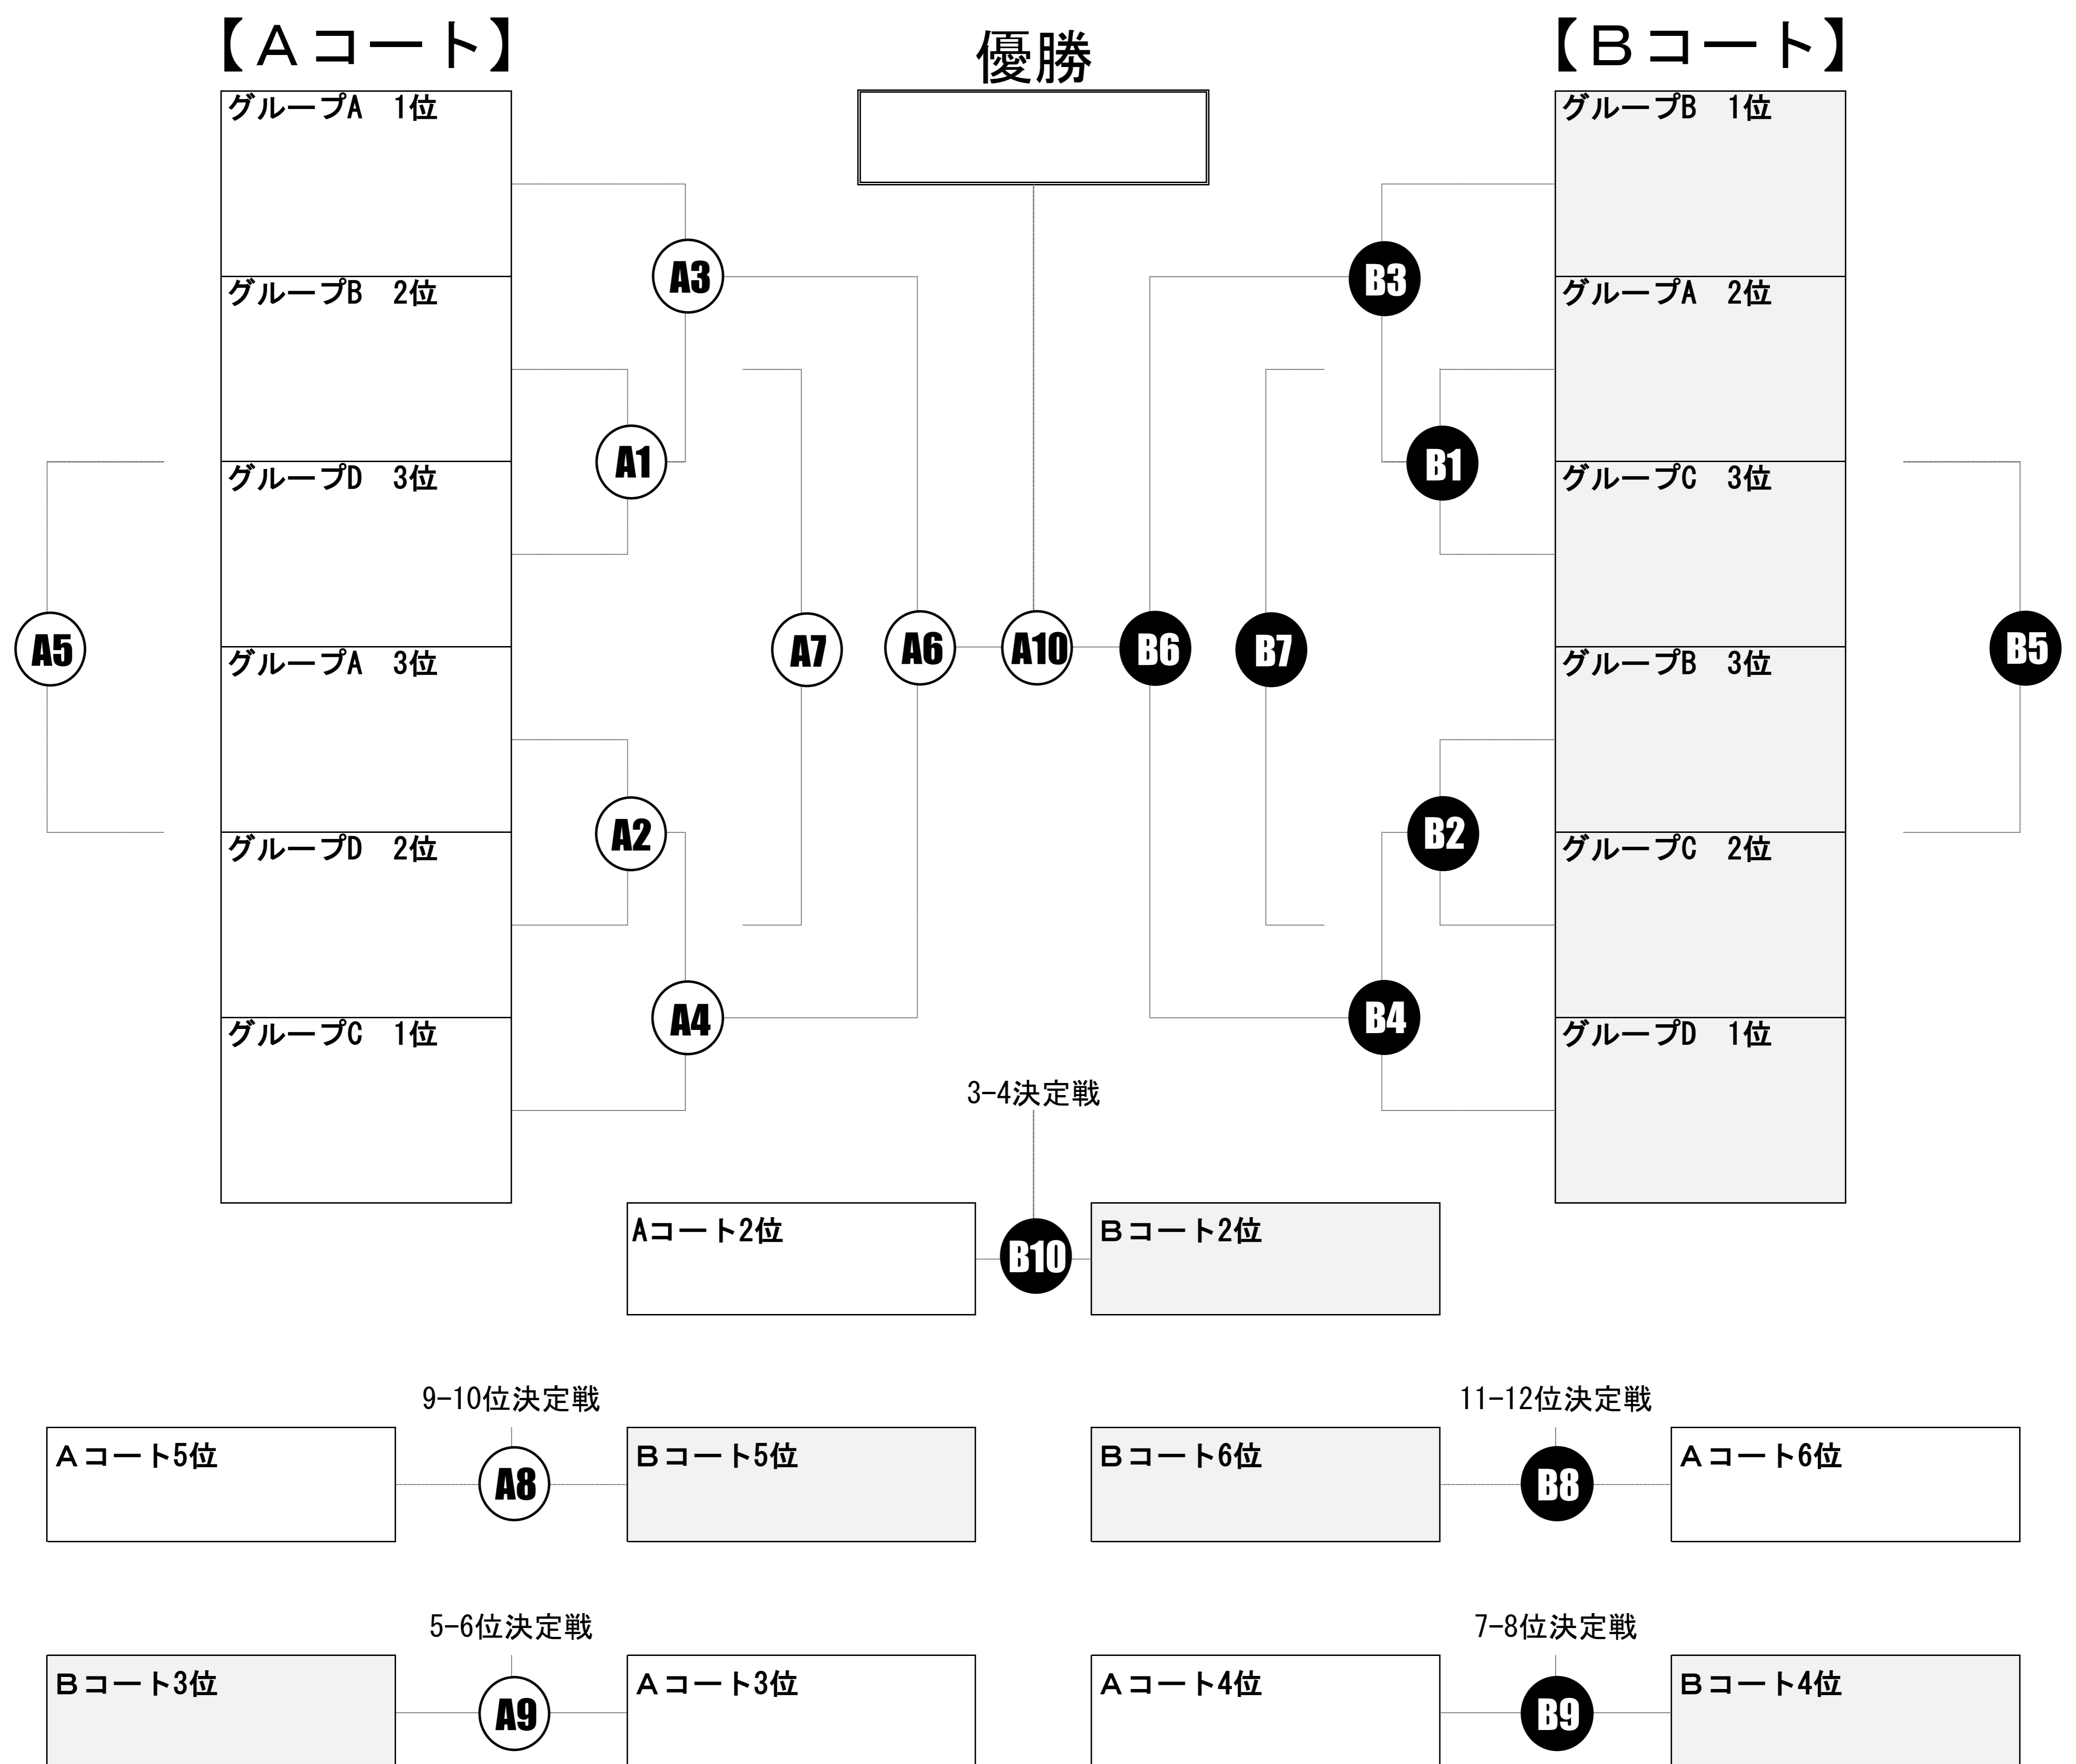 【Ａコート】
優勝
【Ｂコート】
グループA　1位
グループB　1位
A3
B3
グループB　2位
グループA　2位
A1
B1
グループD　3位
グループC　3位
A5
A7
A6
A10
B6
B7
B5
グループA　3位
グループB　3位
A2
B2
グループD　2位
グループC　2位
A4
B4
グループC　1位
グループD　1位
3-4決定戦
Aコート2位
B10
Ｂコート2位
9-10位決定戦
11-12位決定戦
Ａコート5位
A8
Ｂコート5位
Ｂコート6位
B8
Ａコート6位
5-6位決定戦
7-8位決定戦
Ｂコート3位
A9
Ａコート3位
Ａコート4位
B9
Ｂコート4位